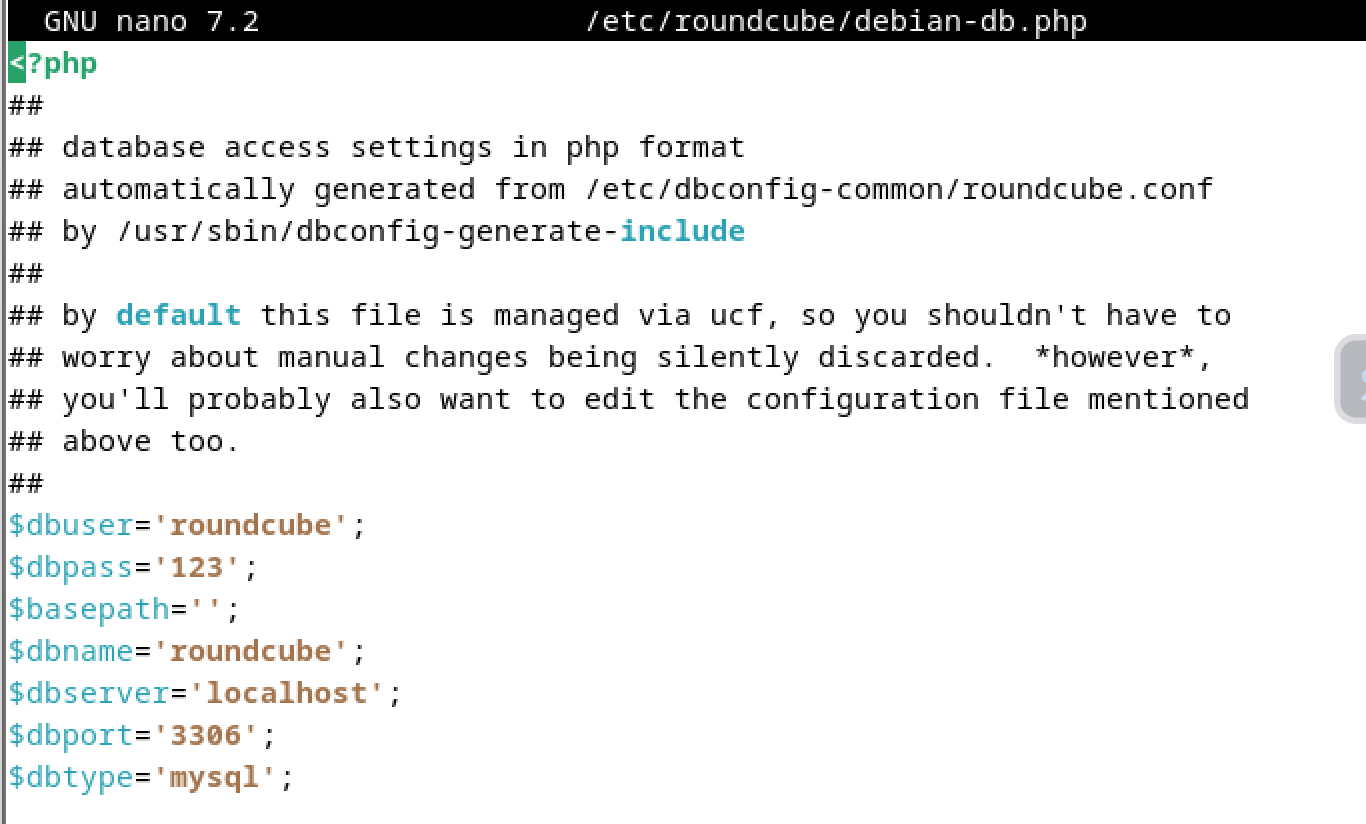 GNU nano 7.2 /etc/roundcube/debian-db.php
<?php
##
## database access settings in php format
## automatically generated from /etc/dbconfig-common/roundcube.conf
## by /usr/sbin/dbconfig-generate-include
##
## by default this file is managed via ucf, so you shouldn't have to
## worry about manual changes being silently discarded.  *however*,
## you'll probably also want to edit the configuration file mentioned
## above too.
##
$dbuser='roundcube';
$dbpass='123';
$basepath='';
$dbname='roundcube';
$dbserver='localhost';
$dbport='3306';
$dbtype='mysql';